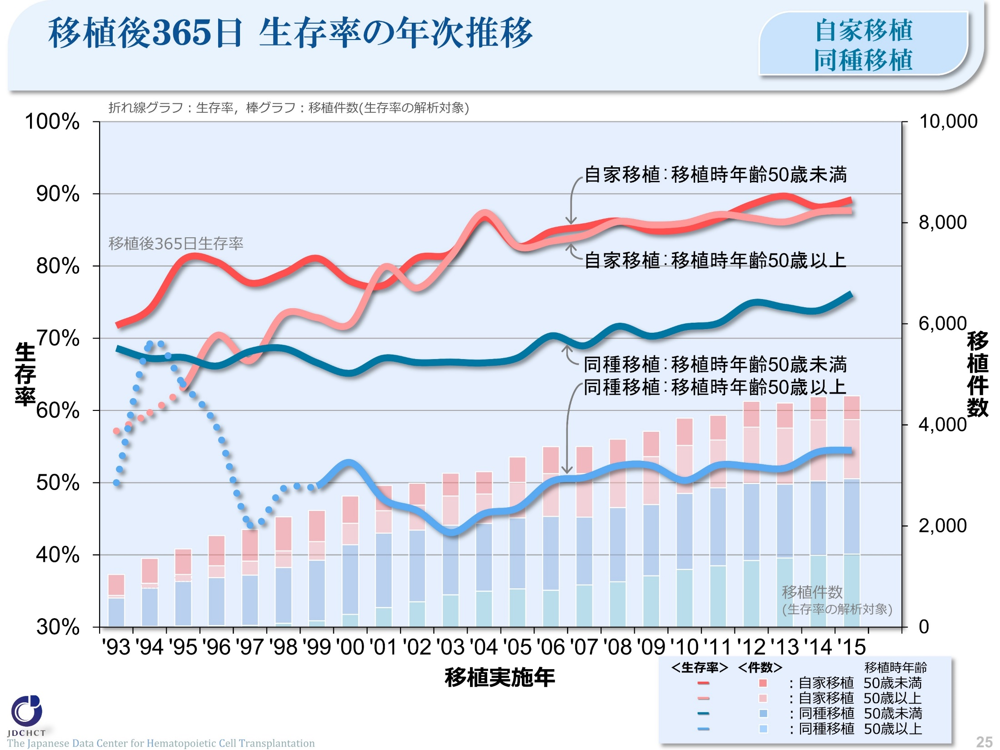 移植後365日 生存率の年次推移
自家移植
同種移植
折れ線グラフ：生存率，棒グラフ：移植件数(生存率の解析対象)
100%
90%
80%
70%
60%
50%
40%
30%
生存率
10,000
8,000
6,000
4,000
2,000
0
移植件数
自家移植：移植時年齢50歳未満
移植後365日生存率
自家移植：移植時年齢50歳以上
同種移植：移植時年齢50歳未満
同種移植：移植時年齢50歳以上
移植件数
(生存率の解析対象)
'93 '94 '95 '96 '97 '98 '99 '00 '01 '02 '03 '04 '05 '06 '07 '08 '09 '10 '11 '12 '13 '14 '15
移植実施年
＜生存率＞ ＜件数＞ 移植時年齢
：自家移植 50歳未満
：自家移植 50歳以上
：同種移植 50歳未満
：同種移植 50歳以上
JDCHCT
The Japanese Data Center for Hematopoietic Cell Transplantation
25